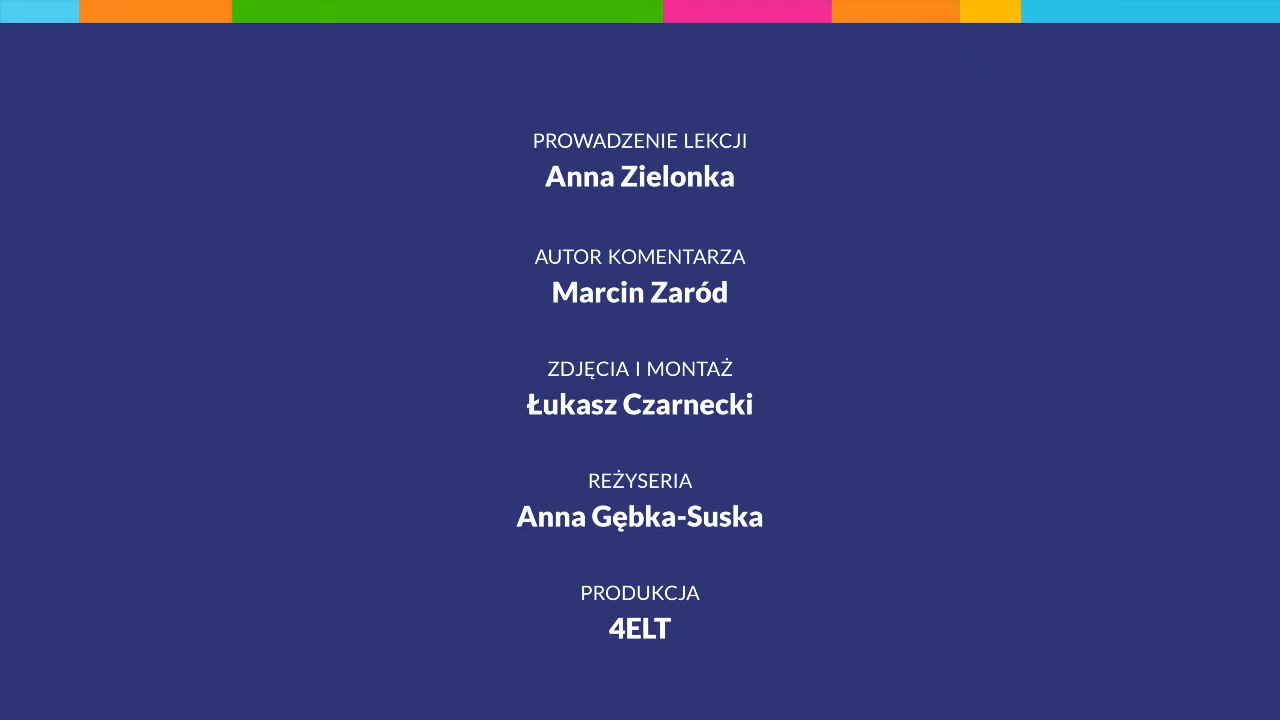 PROWADZENIE LEKCJI
Anna Zielonka
AUTOR KOMENTARZA
Marcin Zaród
ZDJĘCIA I MONTAŻ
Łukasz Czarnecki
REŻYSERIA
Anna Gębka-Suska
PRODUKCJA
4ELT